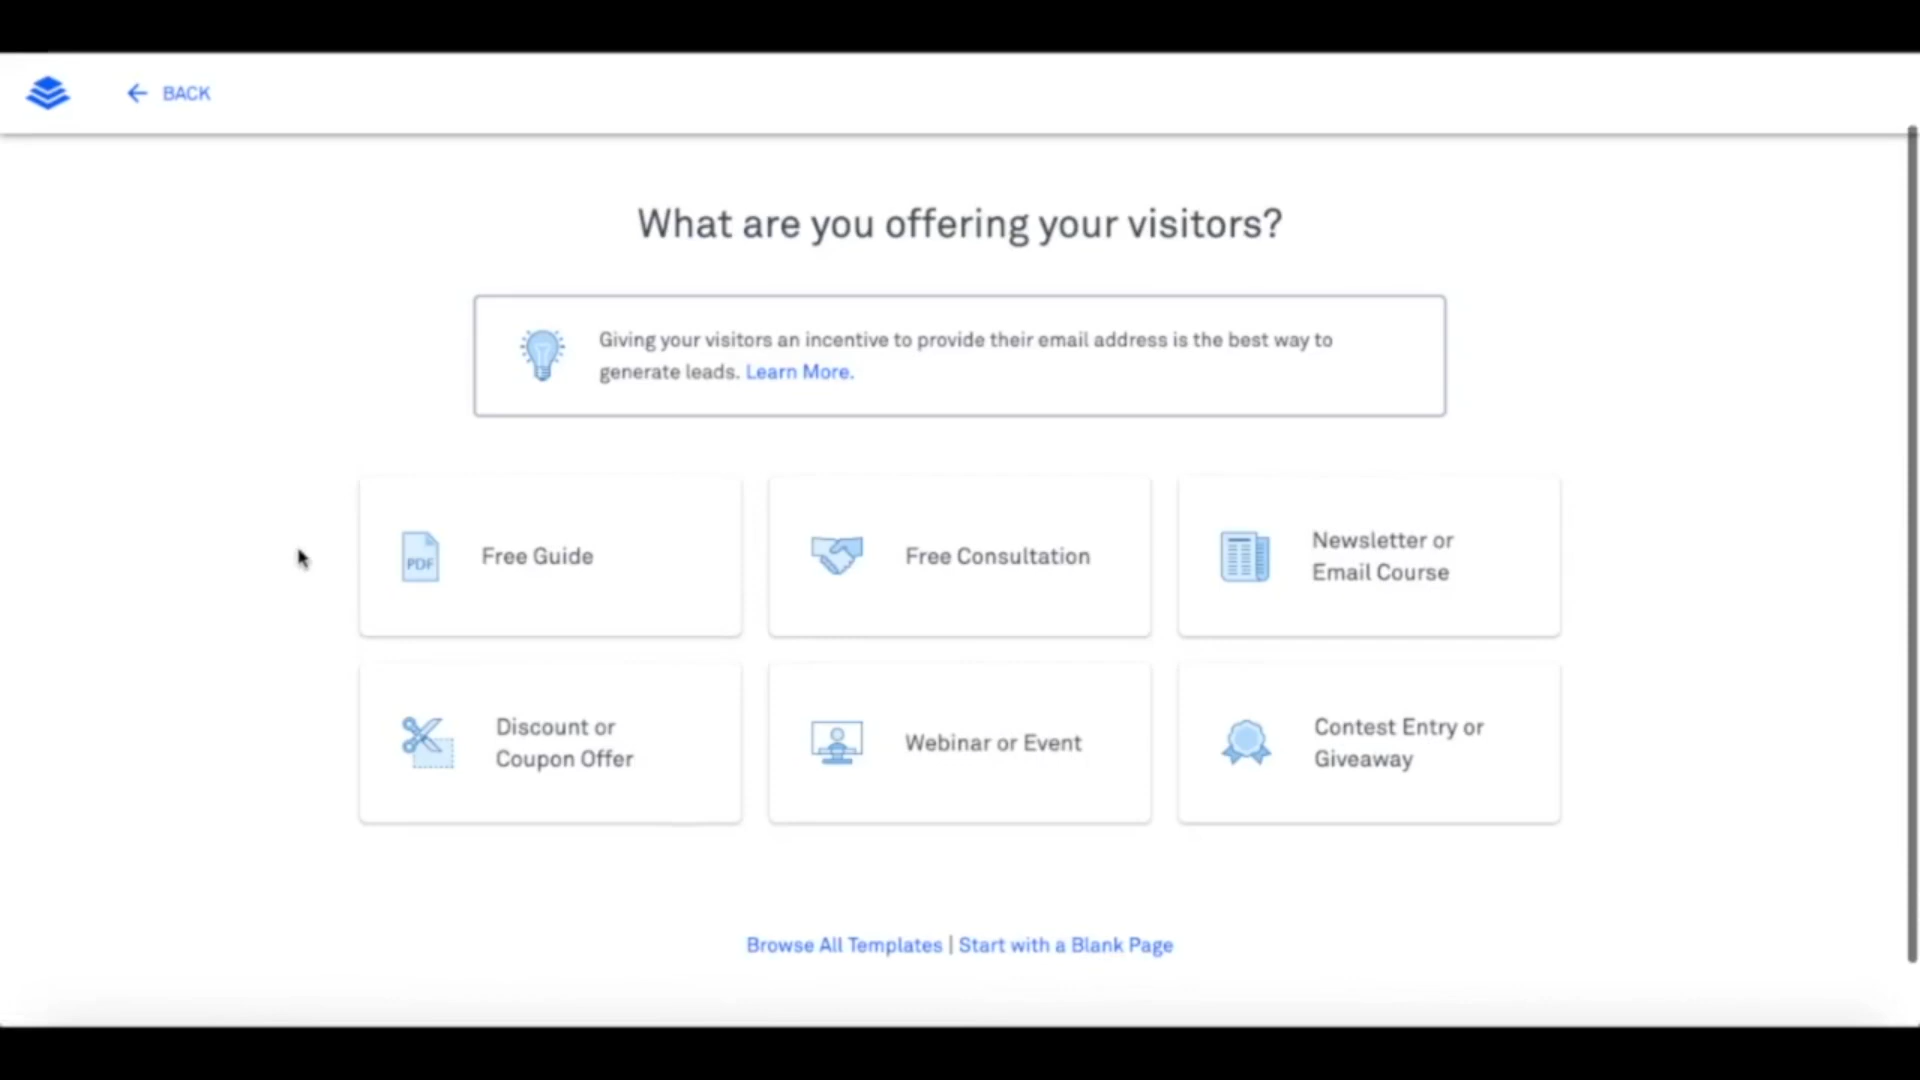 BACK
What are you offering your visitors?
Giving your visitors an incentive to provide their email address is the best way to
generate leads. Learn More.
PDF
Free Guide
Free Consultation
Newsletter or
Email Course
Discount or
Coupon Offer
Webinar or Event
Contest Entry or
Giveaway
Browse All Templates | Start with a Blank Page